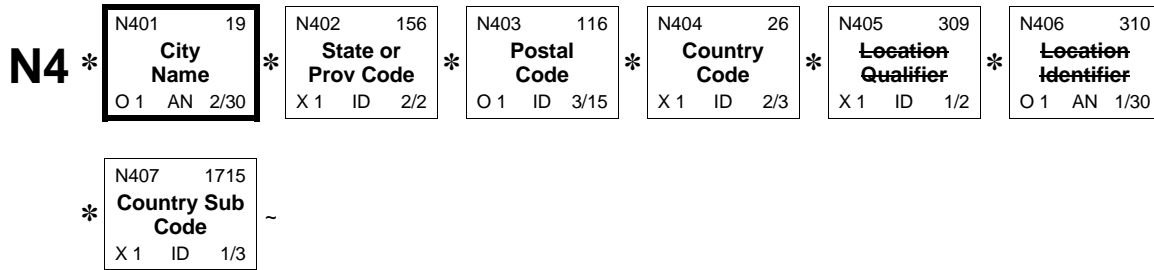 N401 19 N402 156 N403 116 N404 26 N405 309 N406 310
N4 * City Name * State or Prov Code * Postal Code * Country Code * Location Qualifier * Location Identifier
O 1 AN 2/30 X 1 ID 2/2 O 1 ID 3/15 X 1 ID 2/3 X 1 ID 1/2 O 1 AN 1/30
N407 1715
* Country Sub Code ~
X 1 ID 1/3